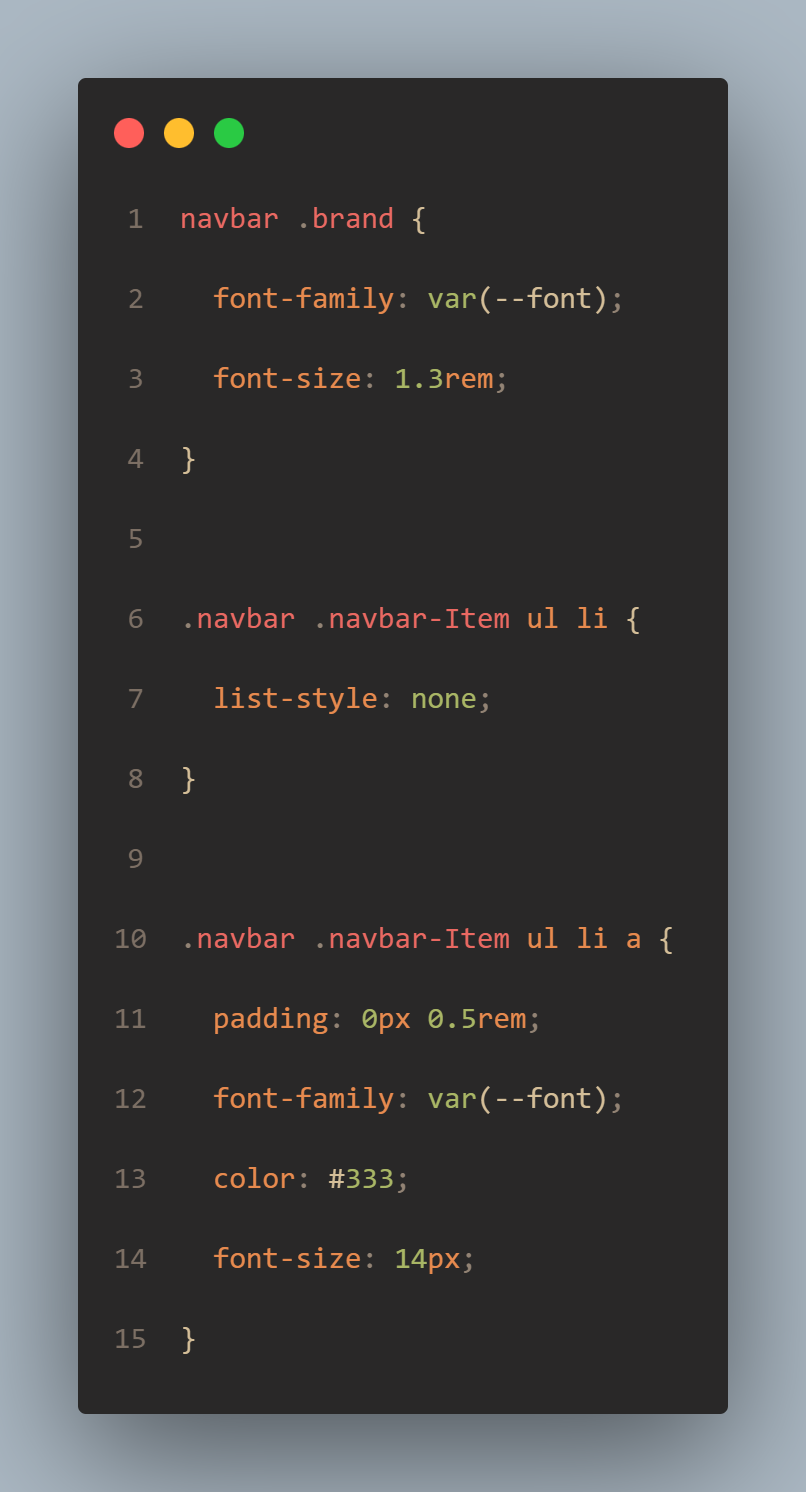 1 navbar .brand {
2   font-family: var(--font);
3   font-size: 1.3rem;
4 }
5
6 .navbar .navbar-Item ul li {
7   list-style: none;
8 }
9
10 .navbar .navbar-Item ul li a {
11   padding: 0px 0.5rem;
12   font-family: var(--font);
13   color: #333;
14   font-size: 14px;
15 }